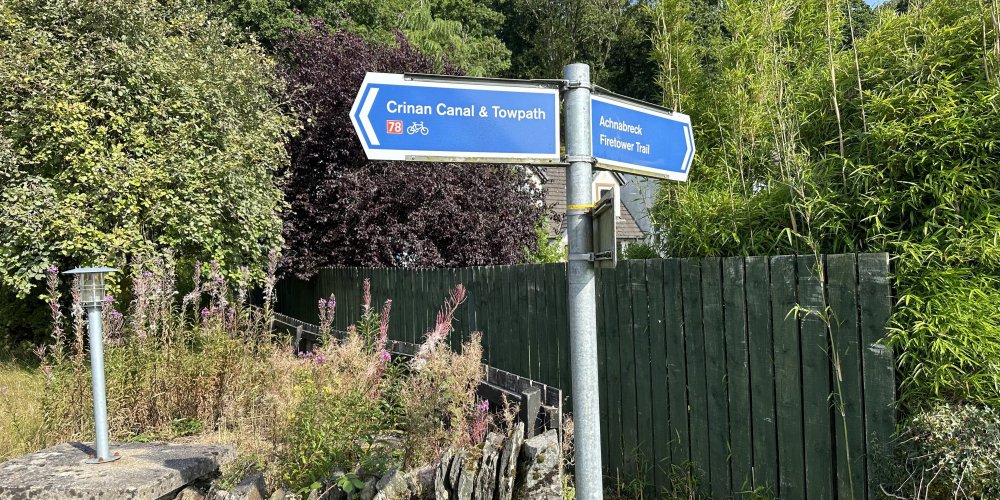 Crinan Canal & Towpath
78
Achnabreck
Firetower Trail